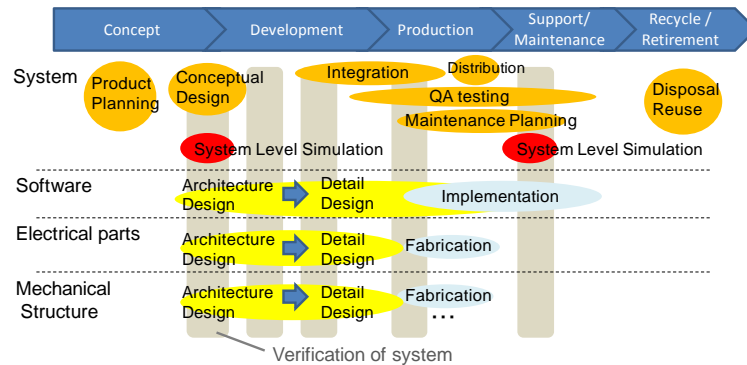 Concept
Development
Production
Support/
Maintenance
Recycle /
Retirement
System
Product
Planning
Conceptual
Design
Integration
Distribution
QA testing
Maintenance Planning
Disposal
Reuse
System Level Simulation
System Level Simulation
Software
Architecture
Design
Detail
Design
Implementation
Electrical parts
Architecture
Design
Detail
Design
Fabrication
Mechanical
Structure
Architecture
Design
Detail
Design
Fabrication
...
Verification of system